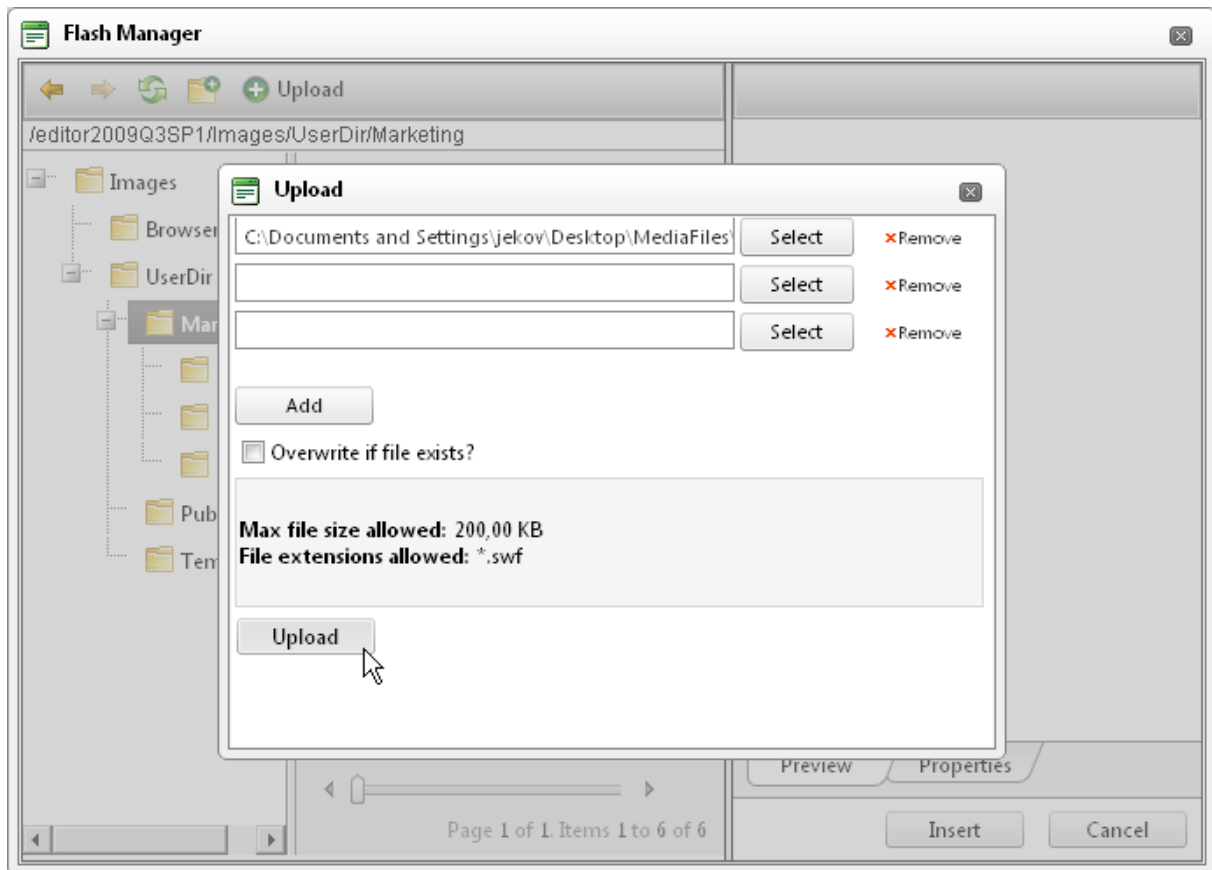 Flash Manager
Upload
/editor2009Q3SP1/Images/UserDir/Marketing
Images
Browser
UserDir
Mar
Pub
Tem
Upload
C:\Documents and Settings\jekov\Desktop\MediaFiles\
Select
Remove
Select
Remove
Select
Remove
Add
Overwrite if file exists?
Max file size allowed: 200,00 KB
File extensions allowed: *.swf
Upload
Preview
Properties
Page 1 of 1. Items 1 to 6 of 6
Insert
Cancel